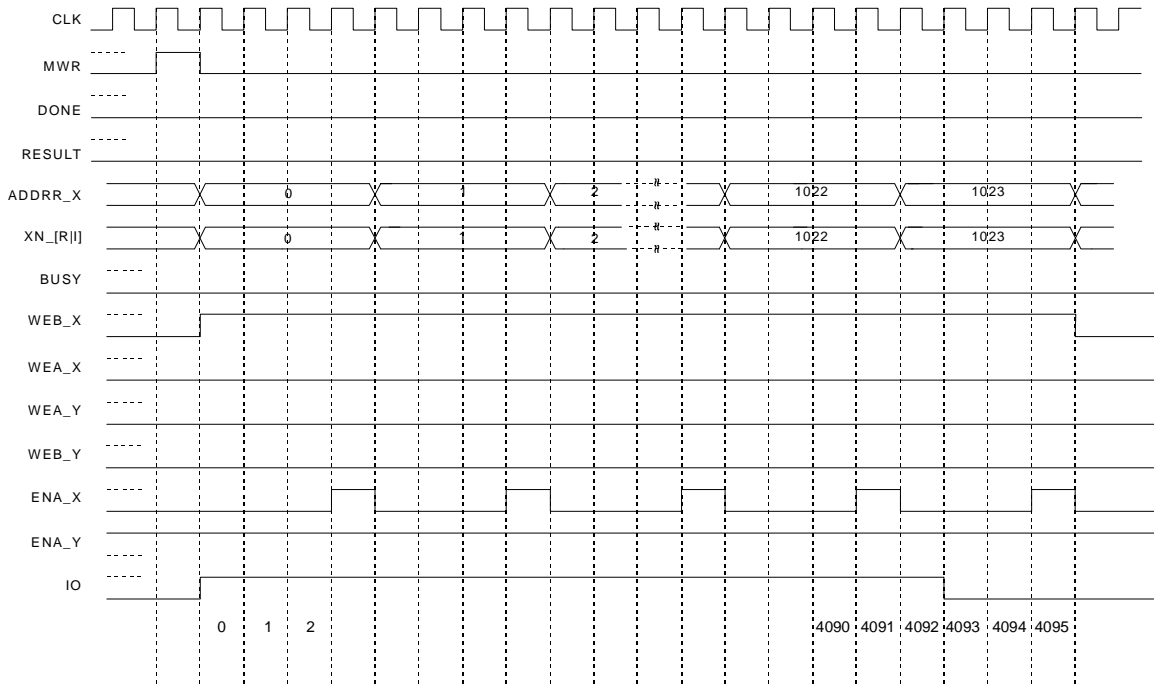 CLK
MWR
DONE
RESULT
ADDRR_X 0 1 2 1022 1023
XN_[R|I] 0 1 2 1022 1023
BUSY
WEB_X
WEA_X
WEA_Y
WEB_Y
ENA_X
ENA_Y
IO
0 1 2 4090 4091 4092 4093 4094 4095